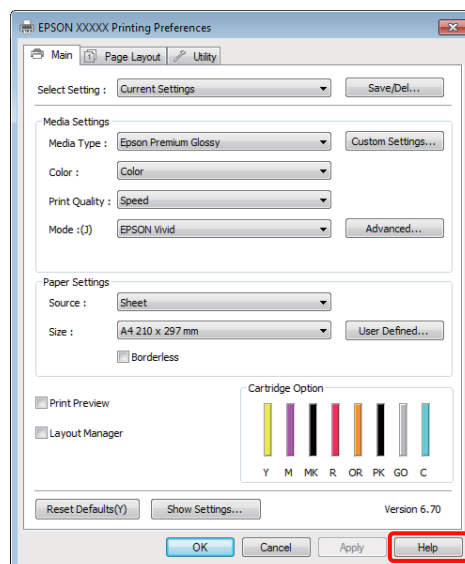 EPSON XXXXX Printing Preferences
Main Page Layout Utility
Select Setting : Current Settings Save/Del...
Media Settings
Media Type : Epson Premium Glossy Custom Settings...
Color : Color
Print Quality : Speed
Mode :(J) EPSON Vivid Advanced...
Paper Settings
Source : Sheet
Size : A4 210 x 297 mm User Defined...
Borderless
Cartridge Option
Print Preview
Layout Manager
Y M MK R OR PK GO C
Reset Defaults(Y) Show Settings... Version 6.70
OK Cancel Apply Help